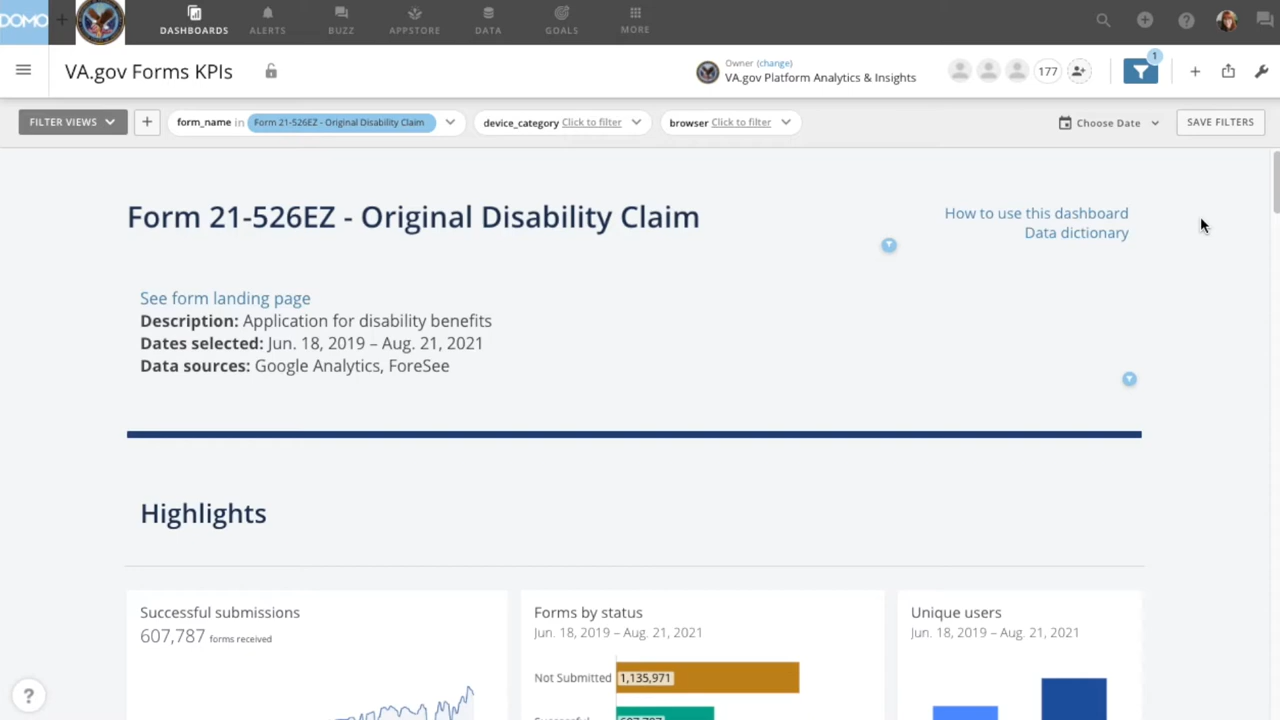 DOMO
DASHBOARDS
ALERTS
BUZZ
APPSTORE
DATA
GOALS
MORE
VA.gov Forms KPIs
Owner (change)
VA.gov Platform Analytics & Insights
177
1
FILTER VIEWS
form_name in Form 21-526EZ - Original Disability Claim
device_category Click to filter
browser Click to filter
Choose Date
SAVE FILTERS
Form 21-526EZ - Original Disability Claim
How to use this dashboard
Data dictionary
See form landing page
Description: Application for disability benefits
Dates selected: Jun. 18, 2019 – Aug. 21, 2021
Data sources: Google Analytics, ForeSee
Highlights
Successful submissions
607,787 forms received
Forms by status
Jun. 18, 2019 – Aug. 21, 2021
Not Submitted 1,135,971
Unique users
Jun. 18, 2019 – Aug. 21, 2021
?